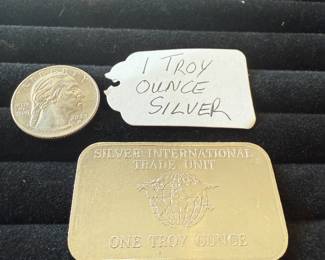 1 TROY
OUNCE
SILVER
SILVER INTERNATIONAL
TRADE UNIT
ONE TROY OUNCE